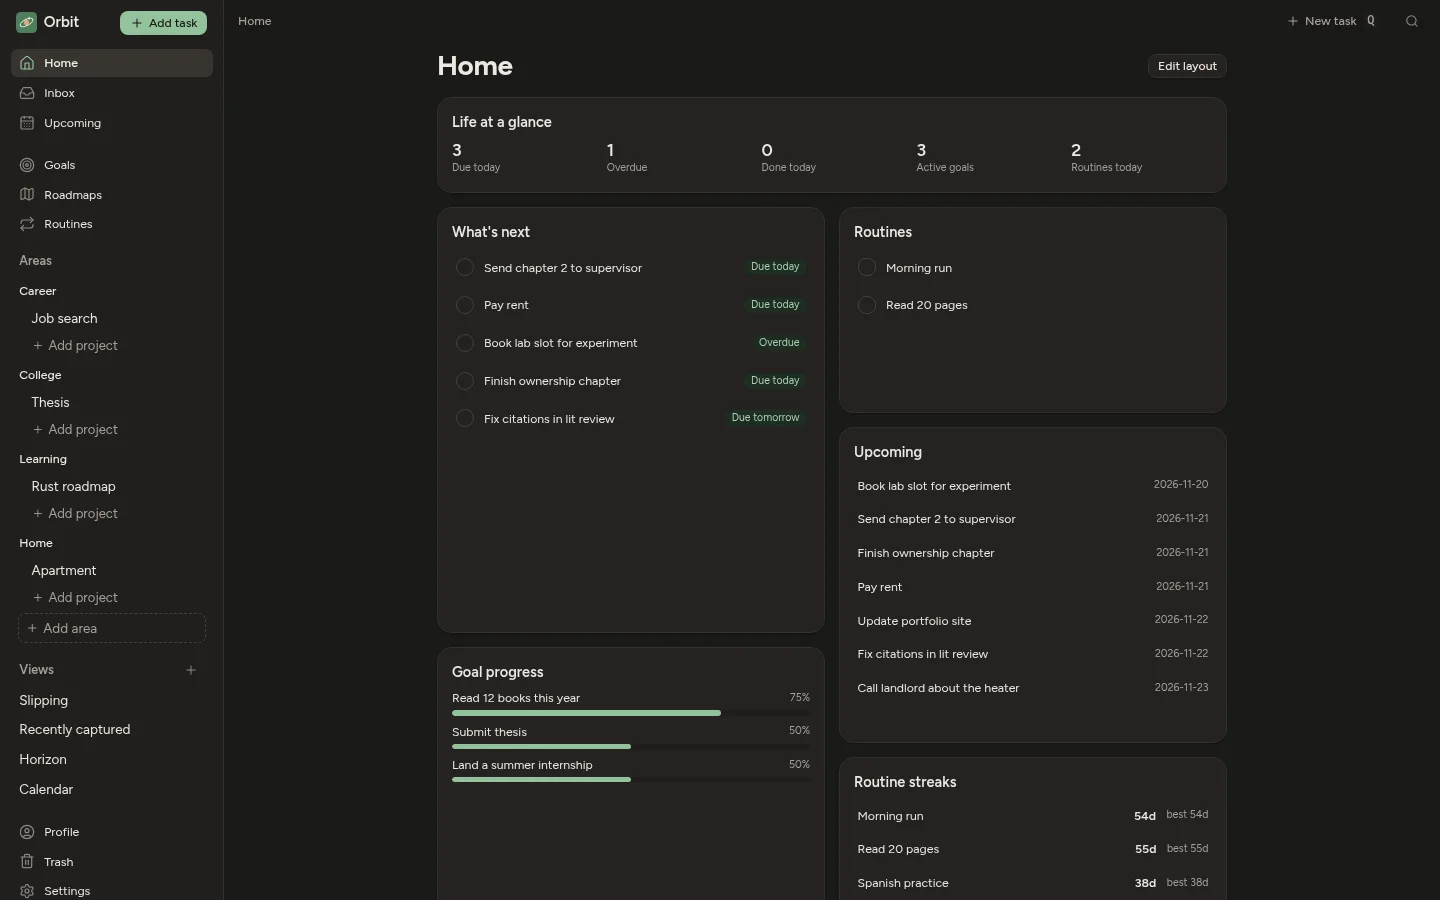 Orbit
Add task
Home
Inbox
Upcoming
Goals
Roadmaps
Routines
Areas
Career
Job search
+ Add project
College
Thesis
+ Add project
Learning
Rust roadmap
+ Add project
Home
Apartment
+ Add project
+ Add area
Views +
Slipping
Recently captured
Horizon
Calendar
Profile
Trash
Settings
Home
+ New task Q
Home
Edit layout
Life at a glance
3 1 0 3 2
Due today Overdue Done today Active goals Routines today
What's next
Send chapter 2 to supervisor Due today
Pay rent Due today
Book lab slot for experiment Overdue
Finish ownership chapter Due today
Fix citations in lit review Due tomorrow
Goal progress
Read 12 books this year 75%
Submit thesis 50%
Land a summer internship 50%
Routines
Morning run
Read 20 pages
Upcoming
Book lab slot for experiment 2026-11-20
Send chapter 2 to supervisor 2026-11-21
Finish ownership chapter 2026-11-21
Pay rent 2026-11-21
Update portfolio site 2026-11-22
Fix citations in lit review 2026-11-22
Call landlord about the heater 2026-11-23
Routine streaks
Morning run 54d best 54d
Read 20 pages 55d best 55d
Spanish practice 38d best 38d